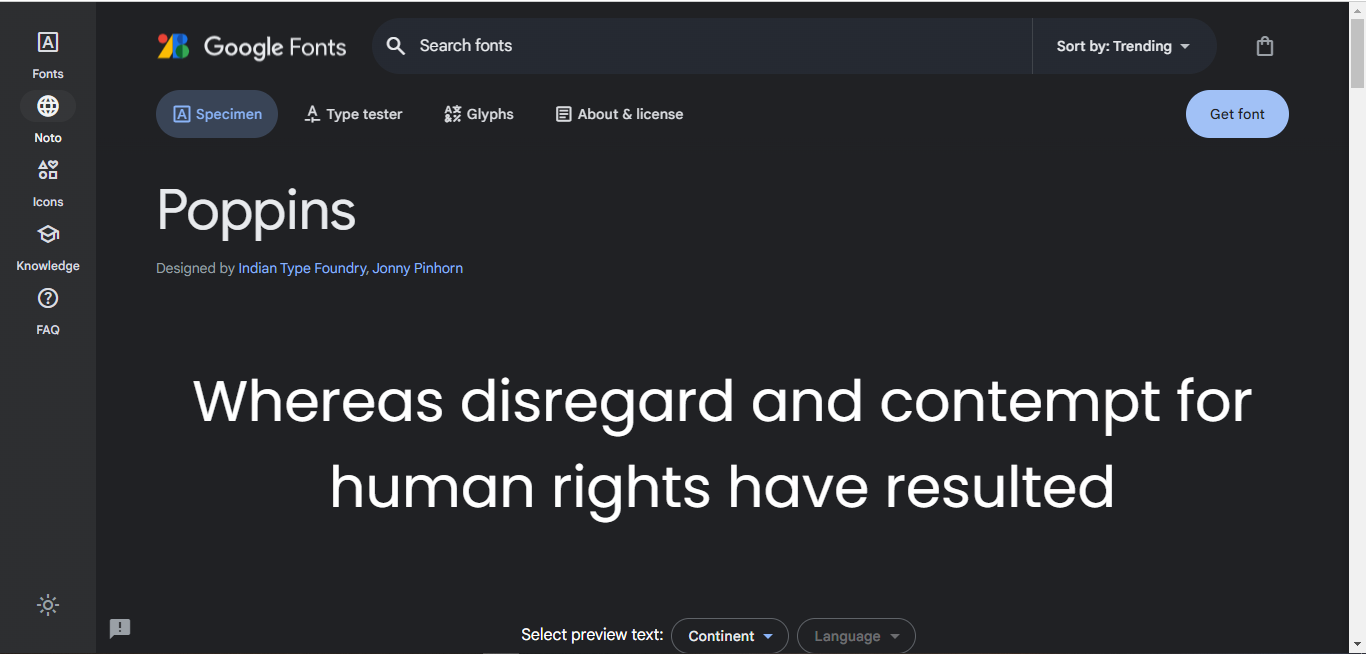 Fonts
Noto
Icons
Knowledge
FAQ
Google Fonts
Search fonts
Sort by: Trending
Specimen
Type tester
Glyphs
About & license
Get font
Poppins
Designed by Indian Type Foundry, Jonny Pinhorn
Whereas disregard and contempt for
human rights have resulted
Select preview text:
Continent
Language